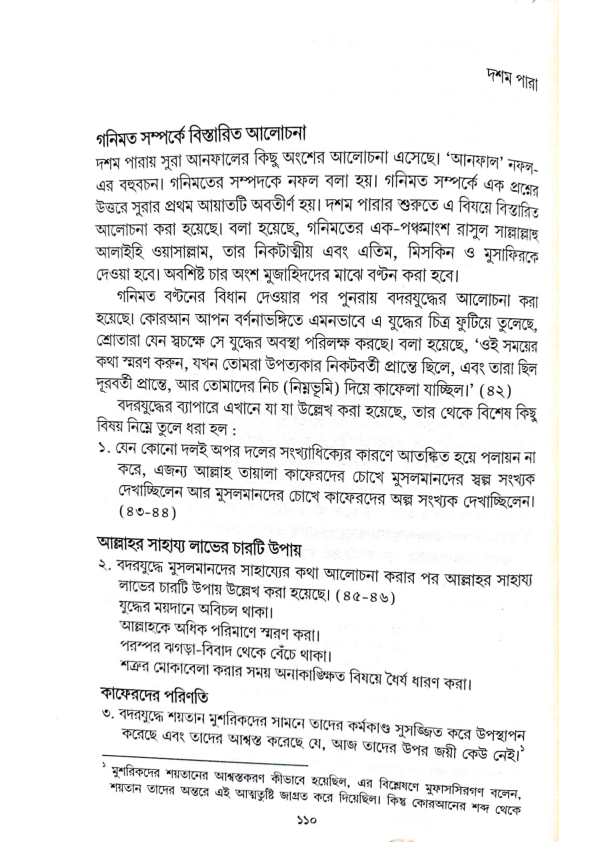 দশম পারা
গনিমত সম্পর্কে বিস্তারিত আলোচনা
দশম পারায় সুরা আনফালের কিছু অংশের আলোচনা এসেছে। ‘আনফাল’ নফল-
এর বহুবচন। গনিমতের সম্পদকে নফল বলা হয়। গনিমত সম্পর্কে এক প্রশ্নের
উত্তরে সুরার প্রথম আয়াতটি অবতীর্ণ হয়। দশম পারার শুরুতে এ বিষয়ে বিস্তারিত
আলোচনা করা হয়েছে। বলা হয়েছে, গনিমতের এক-পঞ্চমাংশ রাসুল সাল্লাল্লাহু
আলাইহি ওয়াসাল্লাম, তার নিকটাত্মীয় এবং এতিম, মিসকিন ও মুসাফিরকে
দেওয়া হবে। অবশিষ্ট চার অংশ মুজাহিদদের মাঝে বণ্টন করা হবে।
গনিমত বণ্টনের বিধান দেওয়ার পর পুনরায় বদরযুদ্ধের আলোচনা করা
হয়েছে। কোরআন আপন বর্ণনাভঙ্গিতে এমনভাবে এ যুদ্ধের চিত্র ফুটিয়ে তুলেছে,
শ্রোতারা যেন স্বচক্ষে সে যুদ্ধের অবস্থা পরিলক্ষ করছে। বলা হয়েছে, ‘ওই সময়ের
কথা স্মরণ করুন, যখন তোমরা উপত্যকার নিকটবর্তী প্রান্তে ছিলে, এবং তারা ছিল
দূরবর্তী প্রান্তে, আর তোমাদের নিচ (নিম্নভূমি) দিয়ে কাফেলা যাচ্ছিল।’ (৪২)
বদরযুদ্ধের ব্যাপারে এখানে যা যা উল্লেখ করা হয়েছে, তার থেকে বিশেষ কিছু
বিষয় নিম্নে তুলে ধরা হল :
১. যেন কোনো দলই অপর দলের সংখ্যাধিক্যের কারণে আতঙ্কিত হয়ে পলায়ন না
করে, এজন্য আল্লাহ তায়ালা কাফেরদের চোখে মুসলমানদের স্বল্প সংখ্যক
দেখাচ্ছিলেন আর মুসলমানদের চোখে কাফেরদের অল্প সংখ্যক দেখাচ্ছিলেন।
(৪৩-৪৪)
আল্লাহর সাহায্য লাভের চারটি উপায়
২. বদরযুদ্ধে মুসলমানদের সাহায্যের কথা আলোচনা করার পর আল্লাহর সাহায্য
লাভের চারটি উপায় উল্লেখ করা হয়েছে। (৪৫-৪৬)
যুদ্ধের ময়দানে অবিচল থাকা।
আল্লাহকে অধিক পরিমাণে স্মরণ করা।
পরস্পর ঝগড়া-বিবাদ থেকে বেঁচে থাকা।
শত্রুর মোকাবেলা করার সময় অনাকাঙ্ক্ষিত বিষয়ে ধৈর্য ধারণ করা।
কাফেরদের পরিণতি
৩. বদরযুদ্ধে শয়তান মুশরিকদের সামনে তাদের কর্মকাণ্ড সুসজ্জিত করে উপস্থাপন
করেছে এবং তাদের আশ্বস্ত করেছে যে, আজ তাদের উপর জয়ী কেউ নেই।১
১ মুশরিকদের শয়তানের আশ্বস্তকরণ কীভাবে হয়েছিল, এর বিশ্লেষণে মুফাসসিরগণ বলেন,
শয়তান তাদের অন্তরে এই আত্মতুষ্টি জাগ্রত করে দিয়েছিল। কিন্তু কোরআনের শব্দ থেকে
১১০